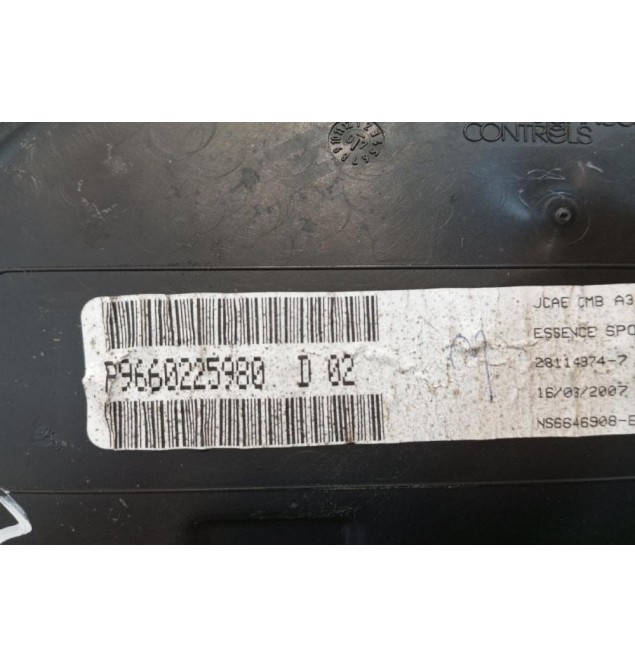 CONTROLS
P9660225980 D 02
JCAE CMB A3
ESSENCE SPO
28114974-7
16/03/2007
NS6646908-E